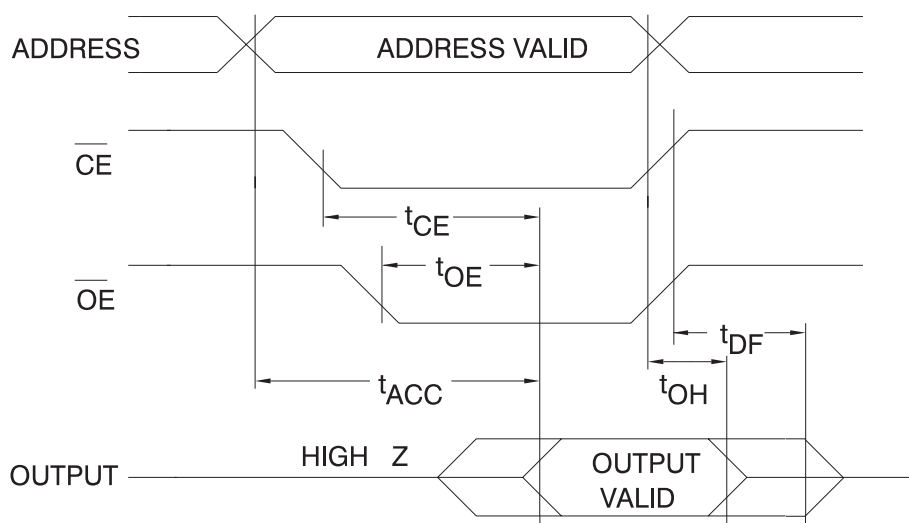 ADDRESS
ADDRESS VALID
CE
tCE
tOE
OE
tDF
tACC
tOH
HIGH Z
OUTPUT
OUTPUT
VALID